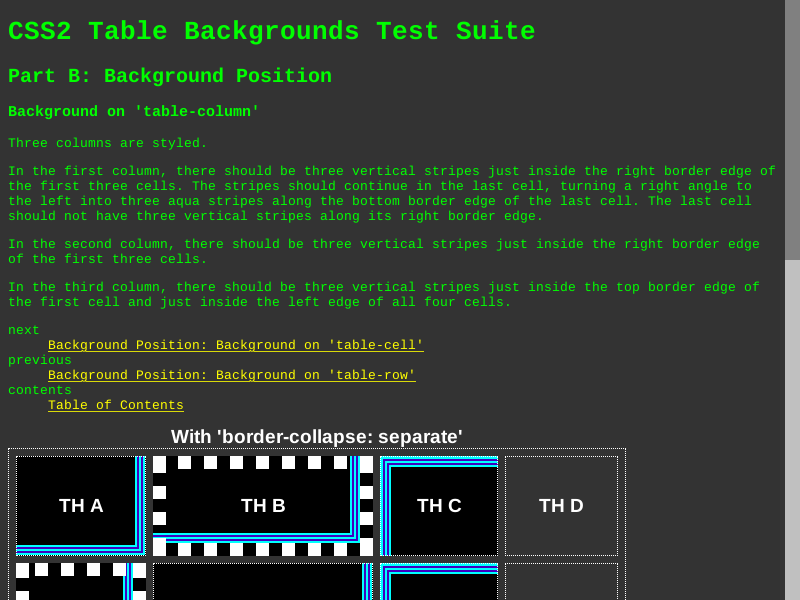 CSS2 Table Backgrounds Test Suite
Part B: Background Position
Background on 'table-column'
Three columns are styled.
In the first column, there should be three vertical stripes just inside the right border edge of
the first three cells. The stripes should continue in the last cell, turning a right angle to
the left into three aqua stripes along the bottom border edge of the last cell. The last cell
should not have three vertical stripes along its right border edge.
In the second column, there should be three vertical stripes just inside the right border edge
of the first three cells.
In the third column, there should be three vertical stripes just inside the top border edge of
the first cell and just inside the left edge of all four cells.
next
Background Position: Background on 'table-cell'
previous
Background Position: Background on 'table-row'
contents
Table of Contents
With 'border-collapse: separate'
TH A TH B TH C TH D